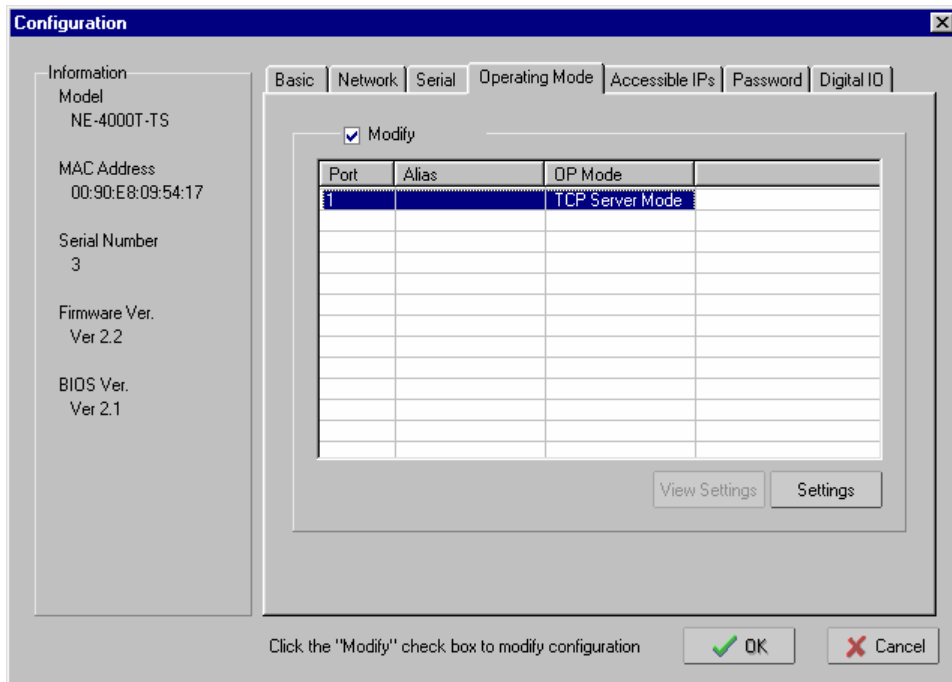 Configuration
Information
Model
NE-4000T-TS
MAC Address
00:90:E8:09:54:17
Serial Number
3
Firmware Ver.
Ver 2.2
BIOS Ver.
Ver 2.1
Basic Network Serial Operating Mode Accessible IPs Password Digital IO
Modify
Port Alias OP Mode
1 TCP Server Mode
View Settings Settings
Click the "Modify" check box to modify configuration OK Cancel